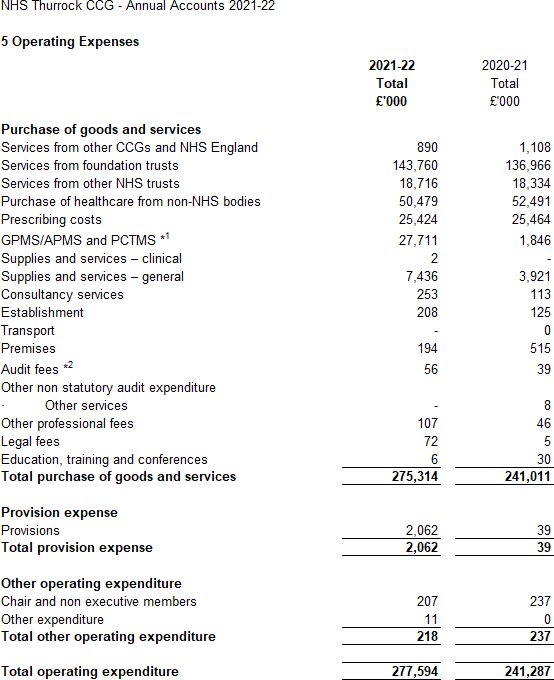 NHS Thurrock CCG - Annual Accounts 2021-22
5 Operating Expenses
2021-22 2020-21
Total Total
£'000 £'000
Purchase of goods and services
Services from other CCGs and NHS England 890 1,108
Services from foundation trusts 143,760 136,966
Services from other NHS trusts 18,716 18,334
Purchase of healthcare from non-NHS bodies 50,479 52,491
Prescribing costs 25,424 25,464
GPMS/APMS and PCTMS *1 27,711 1,846
Supplies and services – clinical 2 -
Supplies and services – general 7,436 3,921
Consultancy services 253 113
Establishment 208 125
Transport - 0
Premises 194 515
Audit fees *2 56 39
Other non statutory audit expenditure
· Other services - 8
Other professional fees 107 46
Legal fees 72 5
Education, training and conferences 6 30
Total purchase of goods and services 275,314 241,011
Provision expense
Provisions 2,062 39
Total provision expense 2,062 39
Other operating expenditure
Chair and non executive members 207 237
Other expenditure 11 0
Total other operating expenditure 218 237
Total operating expenditure 277,594 241,287